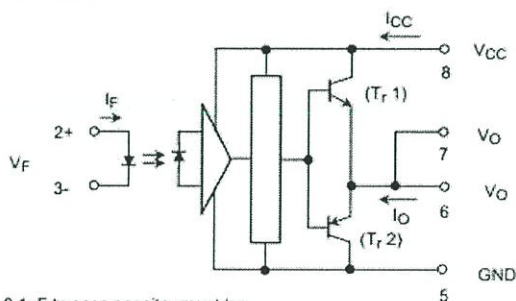 ICC
VCC
8
(Tr 1)
IF
2+
VO
7
VF
3-
VO
6
IO
(Tr 2)
GND
5